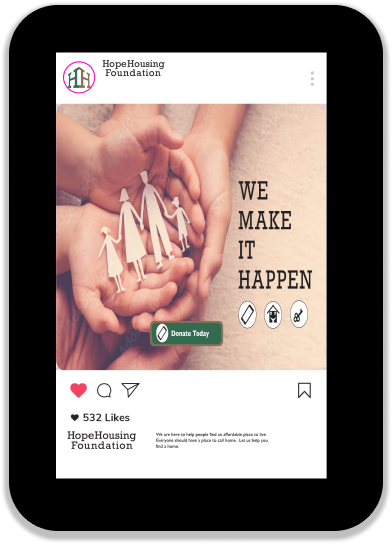 HopeHousing
Foundation
WE
MAKE
IT
HAPPEN
Donate Today
532 Likes
HopeHousing
Foundation
We are here to help people find an affordable place to live.
Everyone should have a place to call home. Let us help you
find a home.